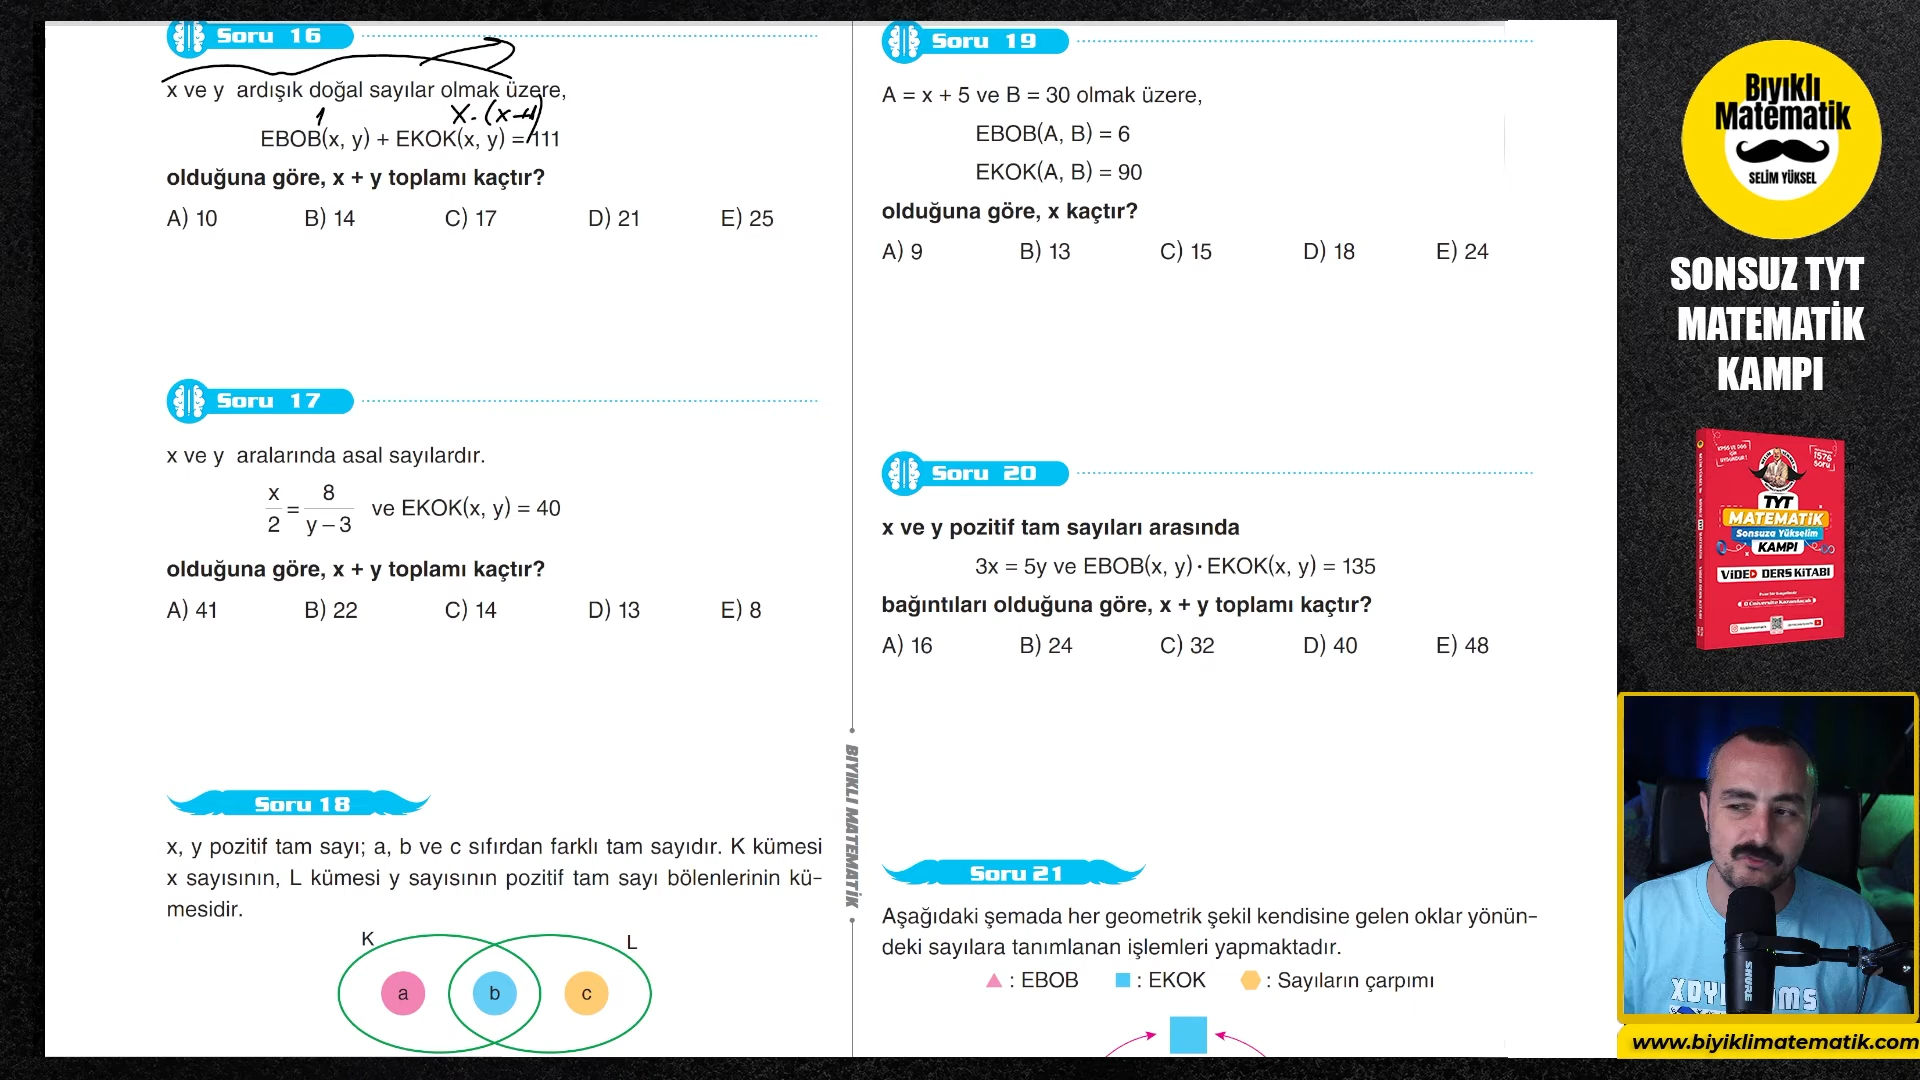 Soru 16
x ve y ardışık doğal sayılar olmak üzere,
1
x.(x+1)
EBOB(x, y) + EKOK(x, y) = 111
olduğuna göre, x + y toplamı kaçtır?
A) 10 B) 14 C) 17 D) 21 E) 25
Soru 17
x ve y aralarında asal sayılardır.
x/2 = 8/(y – 3) ve EKOK(x, y) = 40
olduğuna göre, x + y toplamı kaçtır?
A) 41 B) 22 C) 14 D) 13 E) 8
Soru 18
x, y pozitif tam sayı; a, b ve c sıfırdan farklı tam sayıdır. K kümesi
x sayısının, L kümesi y sayısının pozitif tam sayı bölenlerinin kü-
mesidir.
K L
a b c
BIYIKLI MATEMATİK
Soru 19
A = x + 5 ve B = 30 olmak üzere,
EBOB(A, B) = 6
EKOK(A, B) = 90
olduğuna göre, x kaçtır?
A) 9 B) 13 C) 15 D) 18 E) 24
Soru 20
x ve y pozitif tam sayıları arasında
3x = 5y ve EBOB(x, y) · EKOK(x, y) = 135
bağıntıları olduğuna göre, x + y toplamı kaçtır?
A) 16 B) 24 C) 32 D) 40 E) 48
Soru 21
Aşağıdaki şemada her geometrik şekil kendisine gelen oklar yönün-
deki sayılara tanımlanan işlemleri yapmaktadır.
: EBOB : EKOK : Sayıların çarpımı
Bıyıklı
Matematik
SELİM YÜKSEL
SONSUZ TYT
MATEMATİK
KAMPI
1576
Soru
TYT
MATEMATİK
Sonsuza Yükselim
KAMPI
VİDEO DERS KİTABI
SHURE
www.biyiklimatematik.com